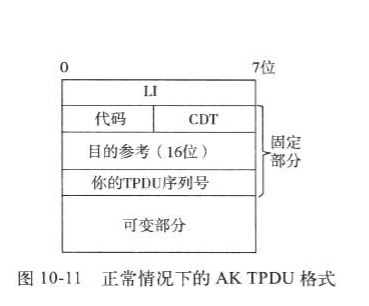 0 7位
LI
代码 CDT
目的参考（16位）
固定
部分
你的TPDU序列号
可变部分
图 10-11 正常情况下的 AK TPDU 格式